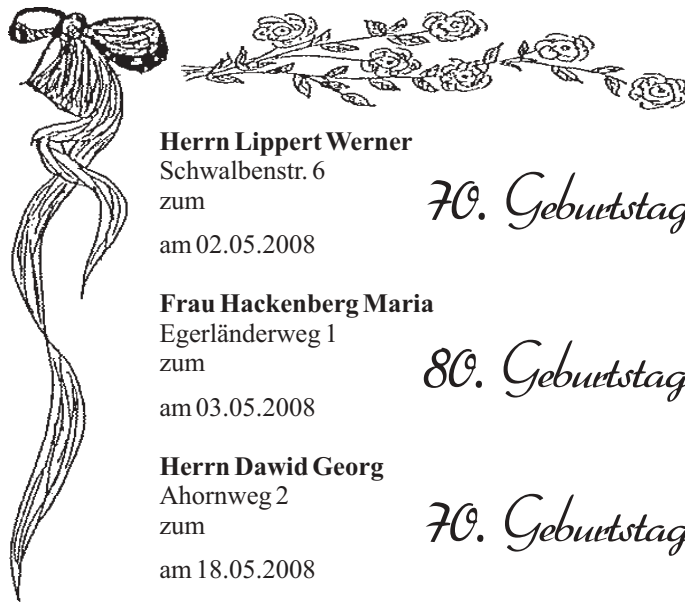 Herrn Lippert Werner
Schwalbenstr. 6
zum
70. Geburtstag
am 02.05.2008
Frau Hackenberg Maria
Egerländerweg 1
zum
80. Geburtstag
am 03.05.2008
Herrn Dawid Georg
Ahornweg 2
zum
70. Geburtstag
am 18.05.2008